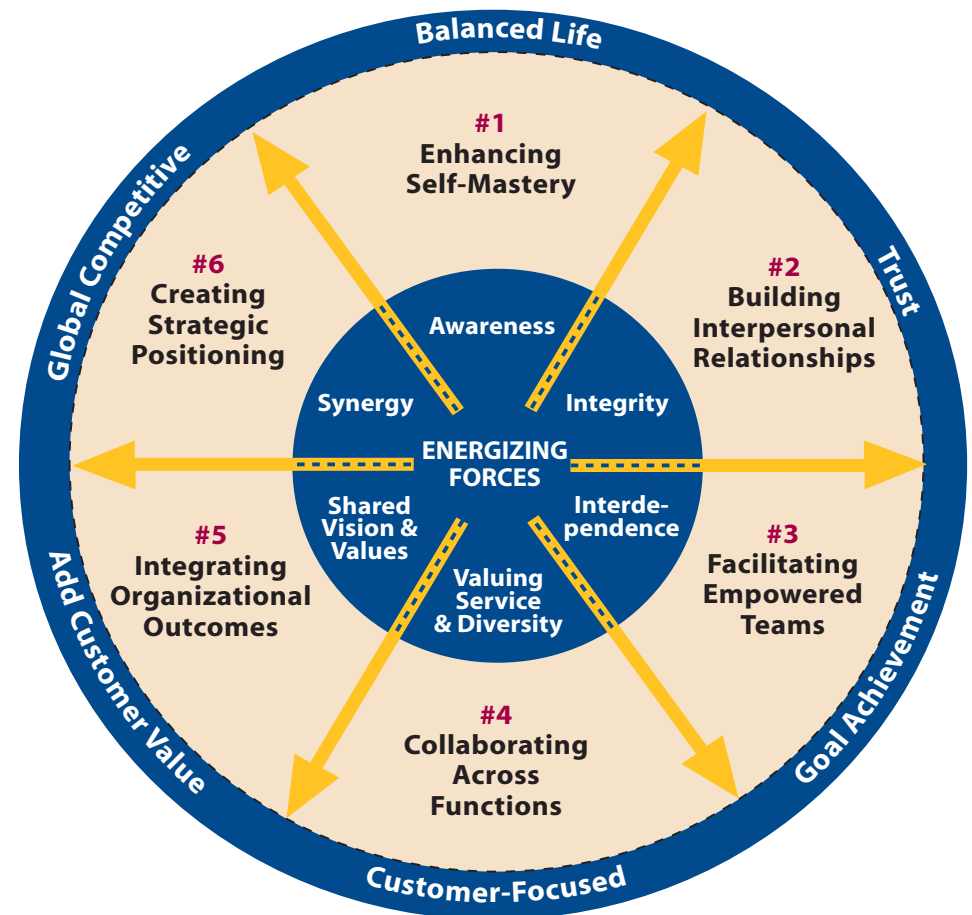 Balanced Life
Trust
Goal Achievement
Customer-Focused
Add Customer Value
Global Competitive
#1
Enhancing
Self-Mastery
#2
Building
Interpersonal
Relationships
#3
Facilitating
Empowered
Teams
#4
Collaborating
Across
Functions
#5
Integrating
Organizational
Outcomes
#6
Creating
Strategic
Positioning
Awareness
Integrity
Interde-
pendence
Valuing
Service
& Diversity
Shared
Vision &
Values
Synergy
ENERGIZING
FORCES